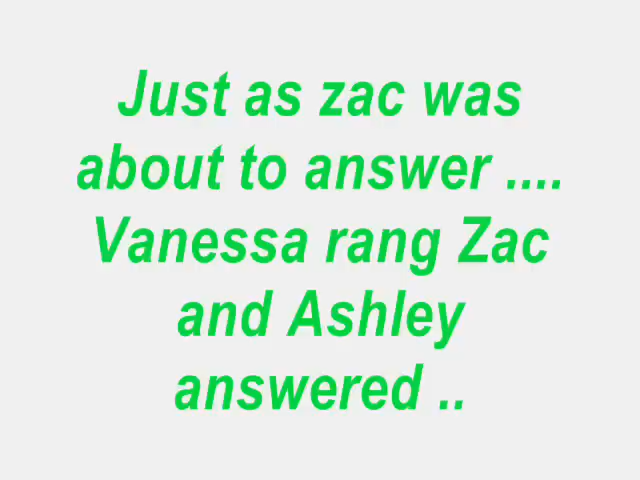 Just as zac was
about to answer ....
Vanessa rang Zac
and Ashley
answered ..